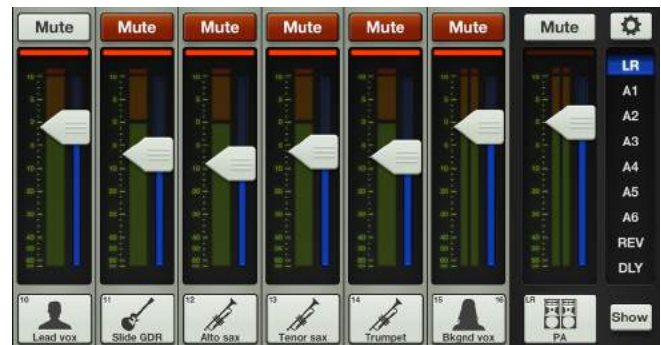 Mute Mute Mute Mute Mute Mute Mute
LR
A1
A2
A3
A4
A5
A6
REV
DLY
10 11 12 13 14 15 16 LR
Lead vox Slide GDR Alto sax Tenor sax Trumpet Bkgnd vox PA
Show